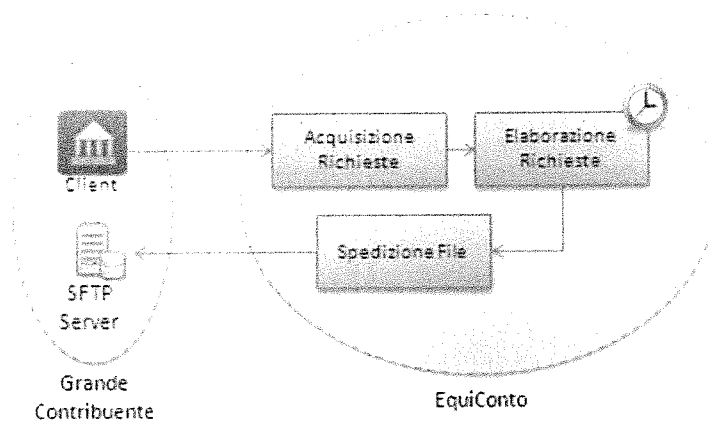 Client
Acquisizione
Richieste
Elaborazione
Richieste
Spedizione File
SFTP
Server
Grande
Contribuente
EquiConto